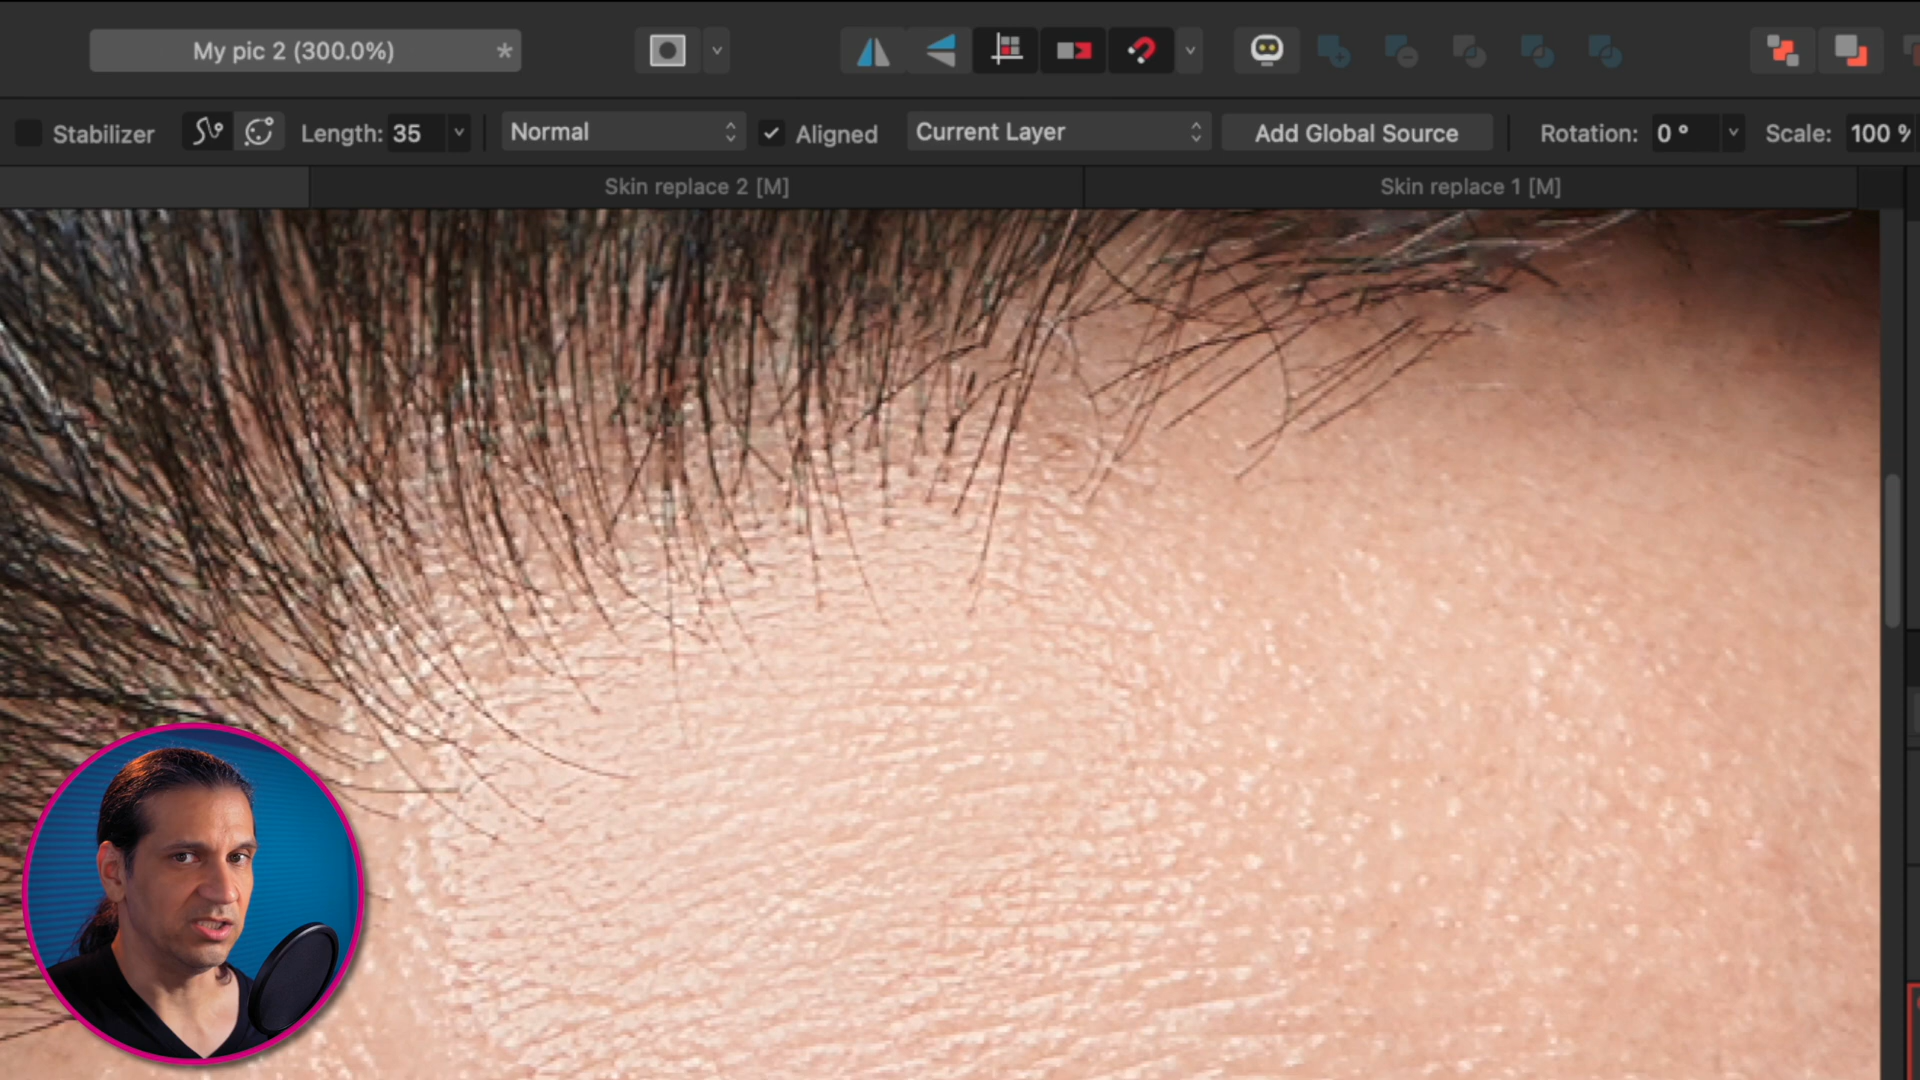 My pic 2 (300.0%) *
Stabilizer Length: 35 Normal Aligned Current Layer Add Global Source Rotation: 0 ° Scale: 100 %
Skin replace 2 [M] Skin replace 1 [M]